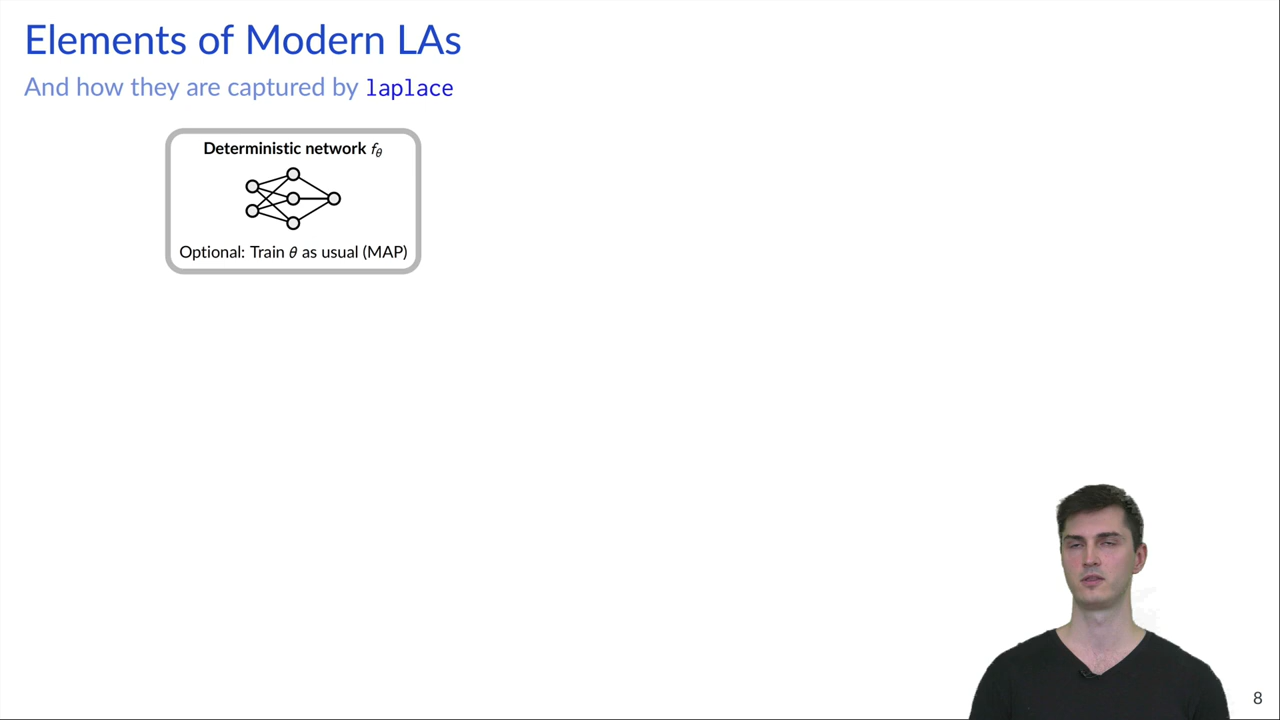 Elements of Modern LAs
And how they are captured by laplace
Deterministic network fθ
Optional: Train θ as usual (MAP)
8